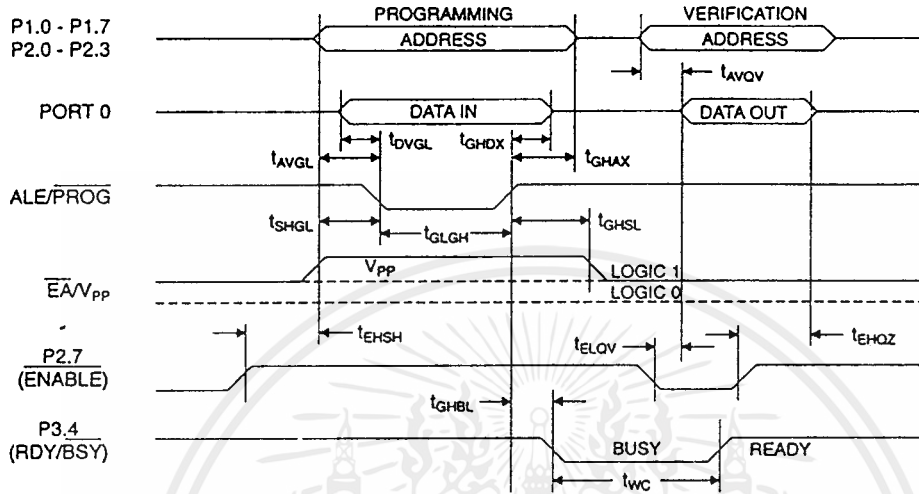 PROGRAMMING VERIFICATION
P1.0 - P1.7
P2.0 - P2.3
ADDRESS ADDRESS
tAVQV
PORT 0 DATA IN DATA OUT
tDVGL tGHDX
tAVGL tGHAX
ALE/PROG
tSHGL tGLGH tGHSL
VPP LOGIC 1
EA/VPP LOGIC 0
tEHSH tELQV tEHQZ
P2.7
(ENABLE)
tGHBL
P3.4
(RDY/BSY) BUSY READY
tWC